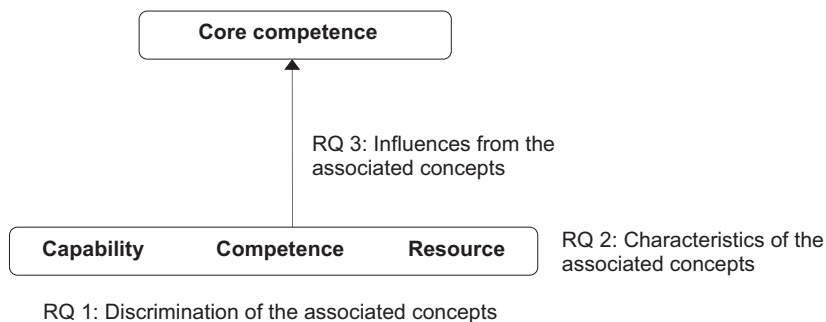 Core competence
RQ 3: Influences from the
associated concepts
Capability Competence Resource
RQ 2: Characteristics of the
associated concepts
RQ 1: Discrimination of the associated concepts